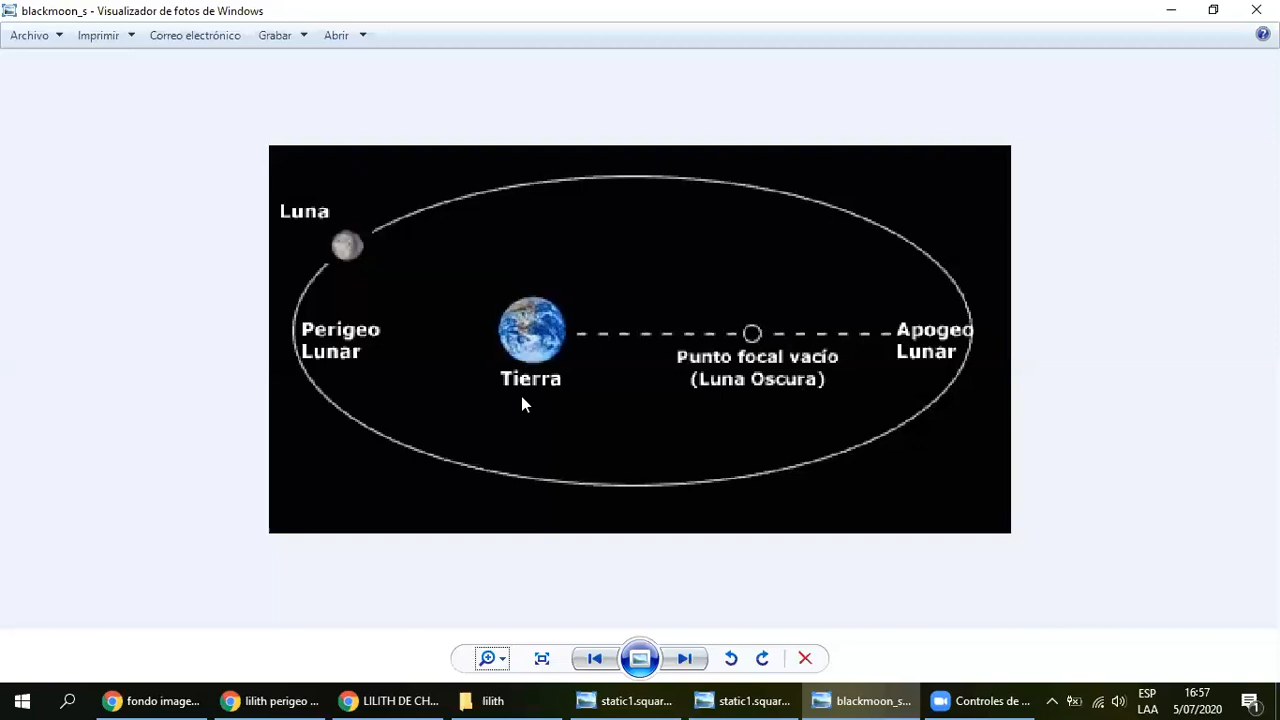 blackmoon_s - Visualizador de fotos de Windows
Archivo Imprimir Correo electrónico Grabar Abrir
Luna
Perigeo
Lunar
Tierra
Punto focal vacío
(Luna Oscura)
Apogeo
Lunar
fondo image... lilith perigeo ... LILITH DE CH... lilith static1.squar... static1.squar... blackmoon_s... Controles de ...
ESP
LAA
16:57
5/07/2020
1